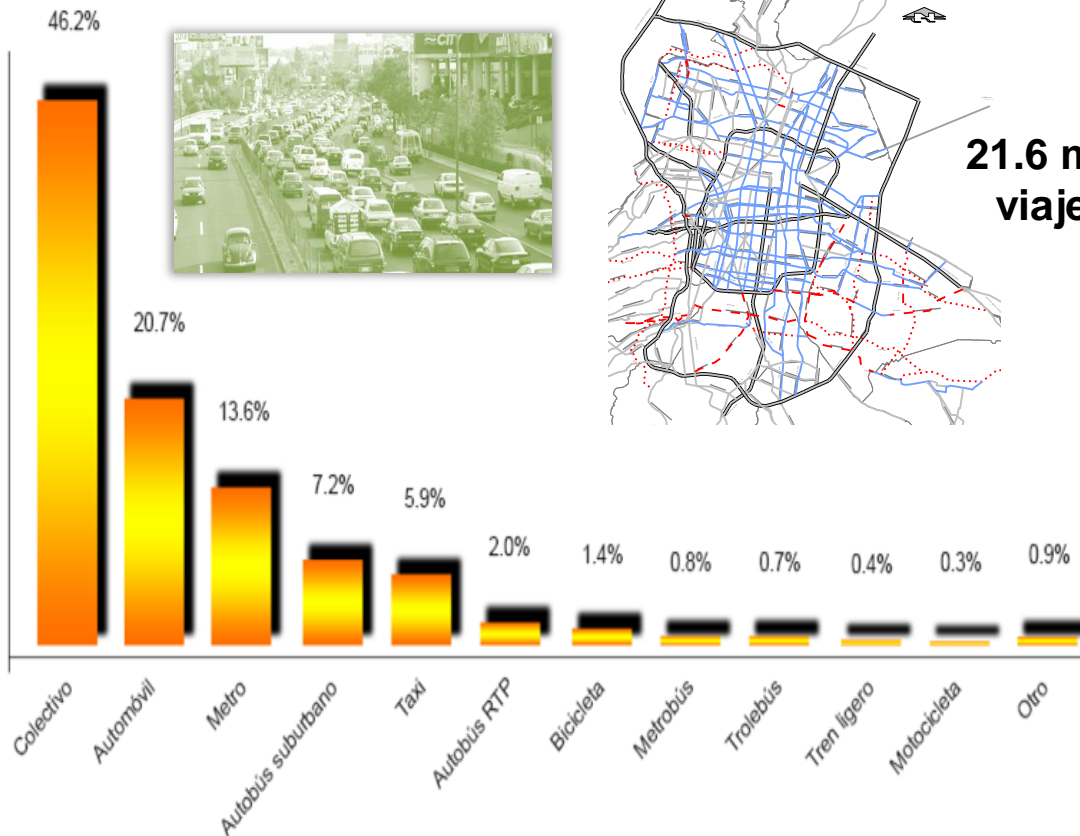 46.2%
20.7%
13.6%
7.2%
5.9%
2.0%
1.4%
0.8%
0.7%
0.4%
0.3%
0.9%
Colectivo
Automóvil
Metro
Autobús suburbano
Taxi
Autobús RTP
Bicicleta
Metrobús
Trolebús
Tren ligero
Motocicleta
Otro
CITY
21.6 m
viaje